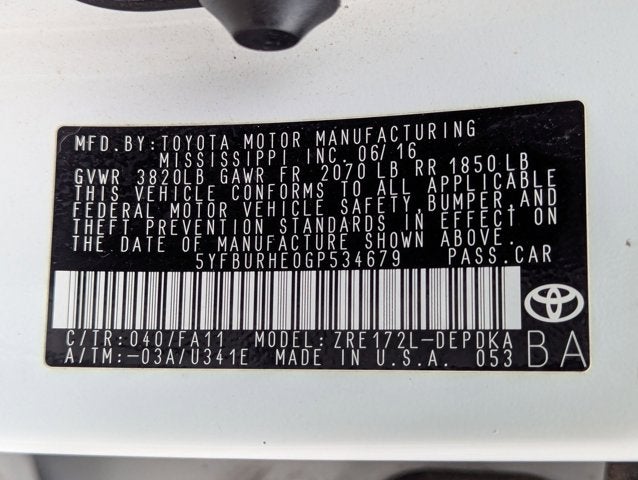 MFD.BY:TOYOTA MOTOR MANUFACTURING
MISSISSIPPI, INC. 06/16
GVWR 3820LB GAWR FR 2070 LB RR 1850LB
THIS VEHICLE CONFORMS TO ALL APPLICABLE
FEDERAL MOTOR VEHICLE SAFETY,BUMPER,AND
THEFT PREVENTION STANDARDS IN EFFECT ON
THE DATE OF MANUFACTURE SHOWN ABOVE.
5YFBURHE0GP534679 PASS.CAR
C/TR:040/FA11 MODEL:ZRE172L-DEPDKA
A/TM:-03A/U341E MADE IN U.S.A. 053
BA